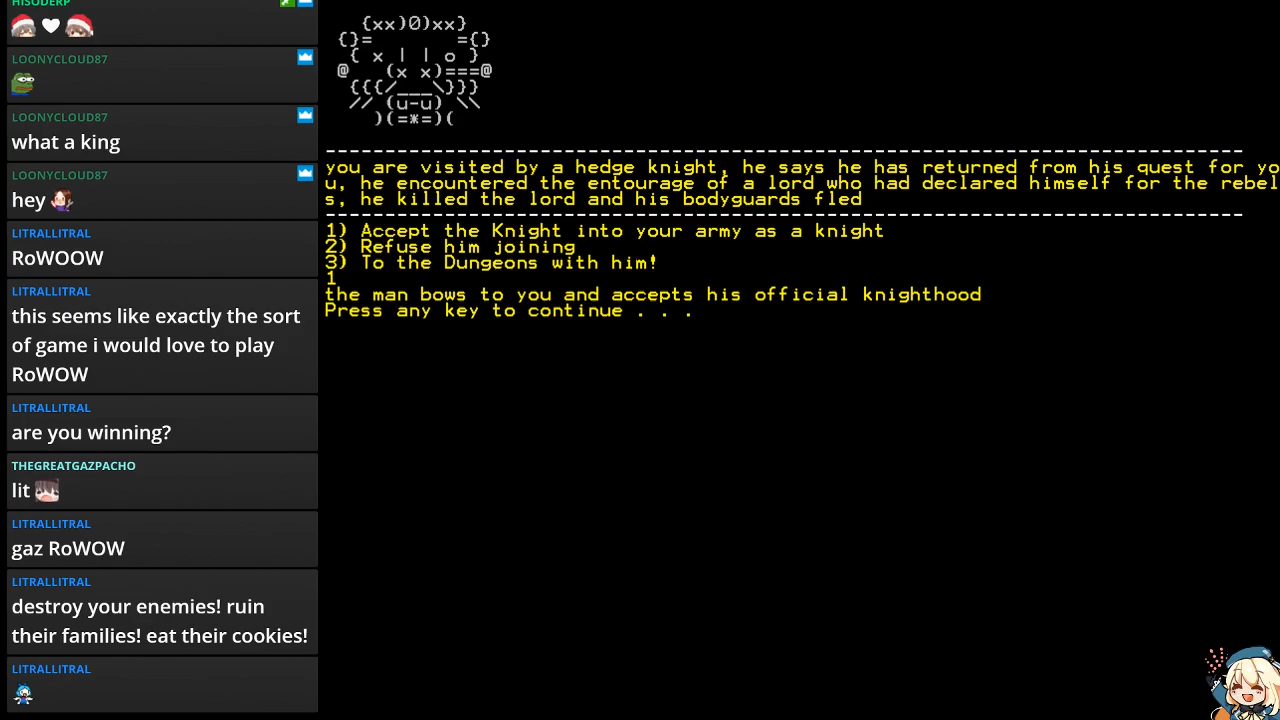 HISODERP
LOONYCLOUD87
LOONYCLOUD87
what a king
LOONYCLOUD87
hey
LITRALLITRAL
RoWOOW
LITRALLITRAL
this seems like exactly the sort
of game i would love to play
RoWOW
LITRALLITRAL
are you winning?
THEGREATGAZPACHO
lit
LITRALLITRAL
gaz RoWOW
LITRALLITRAL
destroy your enemies! ruin
their families! eat their cookies!
LITRALLITRAL
{xx)0)xx}
{}=          ={}
{ x | | o }
@   (x x)===@
{{{/___\}}}
// (u-u) \\
)(=*=)(
------------------------------------------------------------------------------
you are visited by a hedge knight, he says he has returned from his quest for yo
u, he encountered the entourage of a lord who had declared himself for the rebel
s, he killed the lord and his bodyguards fled
------------------------------------------------------------------------------
1) Accept the Knight into your army as a knight
2) Refuse him joining
3) To the Dungeons with him!
1
the man bows to you and accepts his official knighthood
Press any key to continue . . .